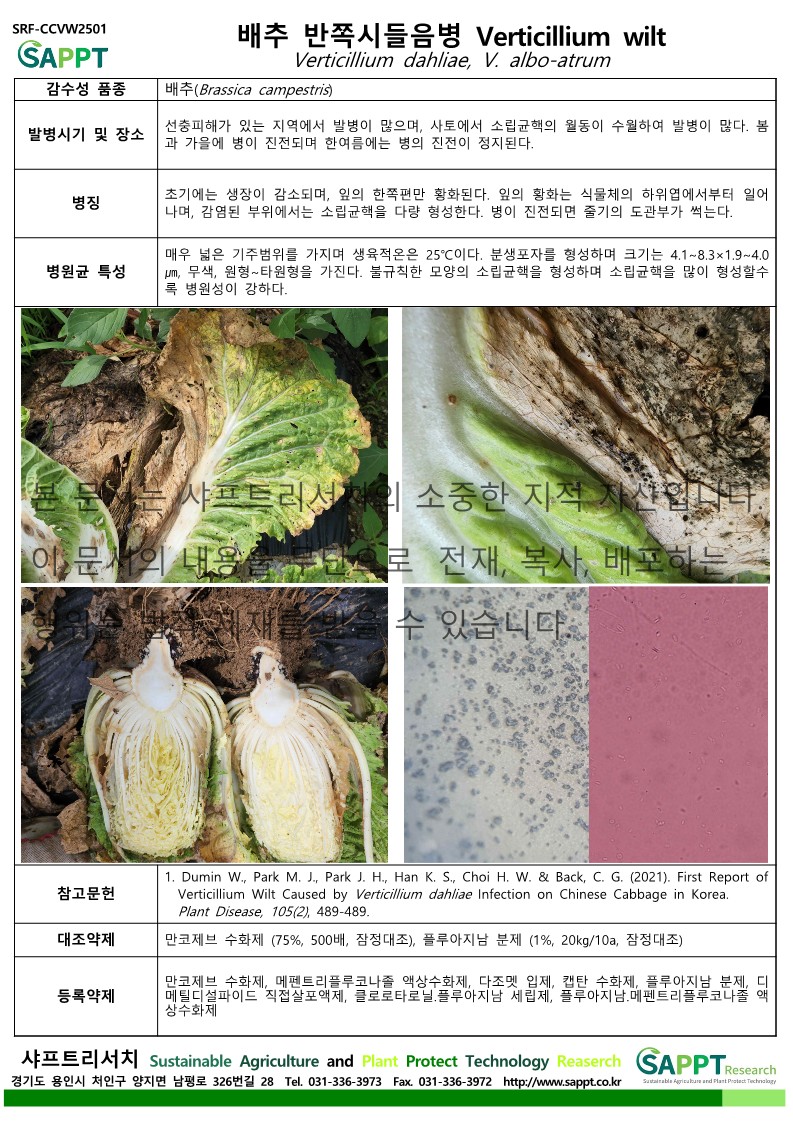 SRF-CCVW2501
SAPPT
배추 반쪽시들음병 Verticillium wilt
Verticillium dahliae, V. albo-atrum
감수성 품종
배추(Brassica campestris)
발병시기 및 장소
선충피해가 있는 지역에서 발병이 많으며, 사토에서 소립균핵의 월동이 수월하여 발병이 많다. 봄
과 가을에 병이 진전되며 한여름에는 병의 진전이 정지된다.
병징
초기에는 생장이 감소되며, 잎의 한쪽편만 황화된다. 잎의 황화는 식물체의 하위엽에서부터 일어
나며, 감염된 부위에서는 소립균핵을 다량 형성한다. 병이 진전되면 줄기의 도관부가 썩는다.
병원균 특성
매우 넓은 기주범위를 가지며 생육적온은 25℃이다. 분생포자를 형성하며 크기는 4.1~8.3×1.9~4.0
㎛, 무색, 원형~타원형을 가진다. 불규칙한 모양의 소립균핵을 형성하며 소립균핵을 많이 형성할수
록 병원성이 강하다.
본 문서는 샤프트리서치의 소중한 지적 자산입니다
이 문서의 내용을 무단으로 전재, 복사, 배포하는
행위는 법적 제재를 받을 수 있습니다.
참고문헌
1. Dumin W., Park M. J., Park J. H., Han K. S., Choi H. W. & Back, C. G. (2021). First Report of
Verticillium Wilt Caused by Verticillium dahliae Infection on Chinese Cabbage in Korea.
Plant Disease, 105(2), 489-489.
대조약제
만코제브 수화제 (75%, 500배, 잠정대조), 플루아지남 분제 (1%, 20kg/10a, 잠정대조)
등록약제
만코제브 수화제, 메펜트리플루코나졸 액상수화제, 다조멧 입제, 캡탄 수화제, 플루아지남 분제, 디
메틸디설파이드 직접살포액제, 클로로타로닐.플루아지남 세립제, 플루아지남.메펜트리플루코나졸 액
상수화제
샤프트리서치 Sustainable Agriculture and Plant Protect Technology Reaserch
경기도 용인시 처인구 양지면 남평로 326번길 28 Tel. 031-336-3973 Fax. 031-336-3972 http://www.sappt.co.kr
SAPPT Research
Sustainable Agriculture and Plant Protect Technology